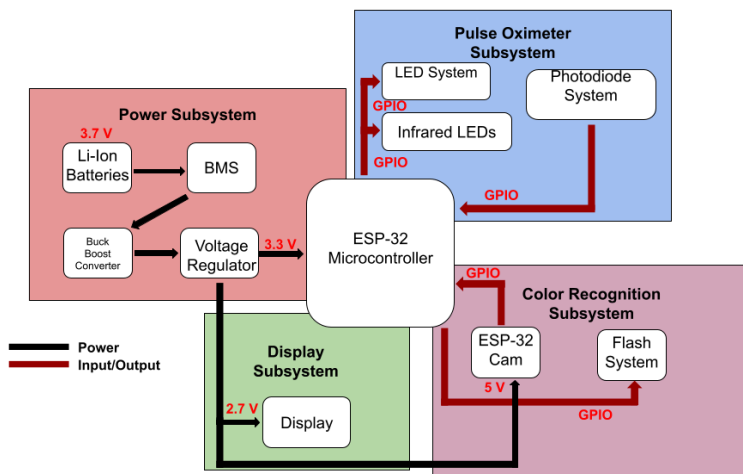 Pulse Oximeter
Subsystem
LED System
GPIO
Infrared LEDs
GPIO
Photodiode
System
GPIO
Power Subsystem
3.7 V
Li-Ion
Batteries
BMS
Buck
Boost
Converter
Voltage
Regulator
3.3 V
ESP-32
Microcontroller
GPIO
Color Recognition
Subsystem
ESP-32
Cam
Flash
System
5 V
GPIO
Display
Subsystem
2.7 V
Display
Power
Input/Output